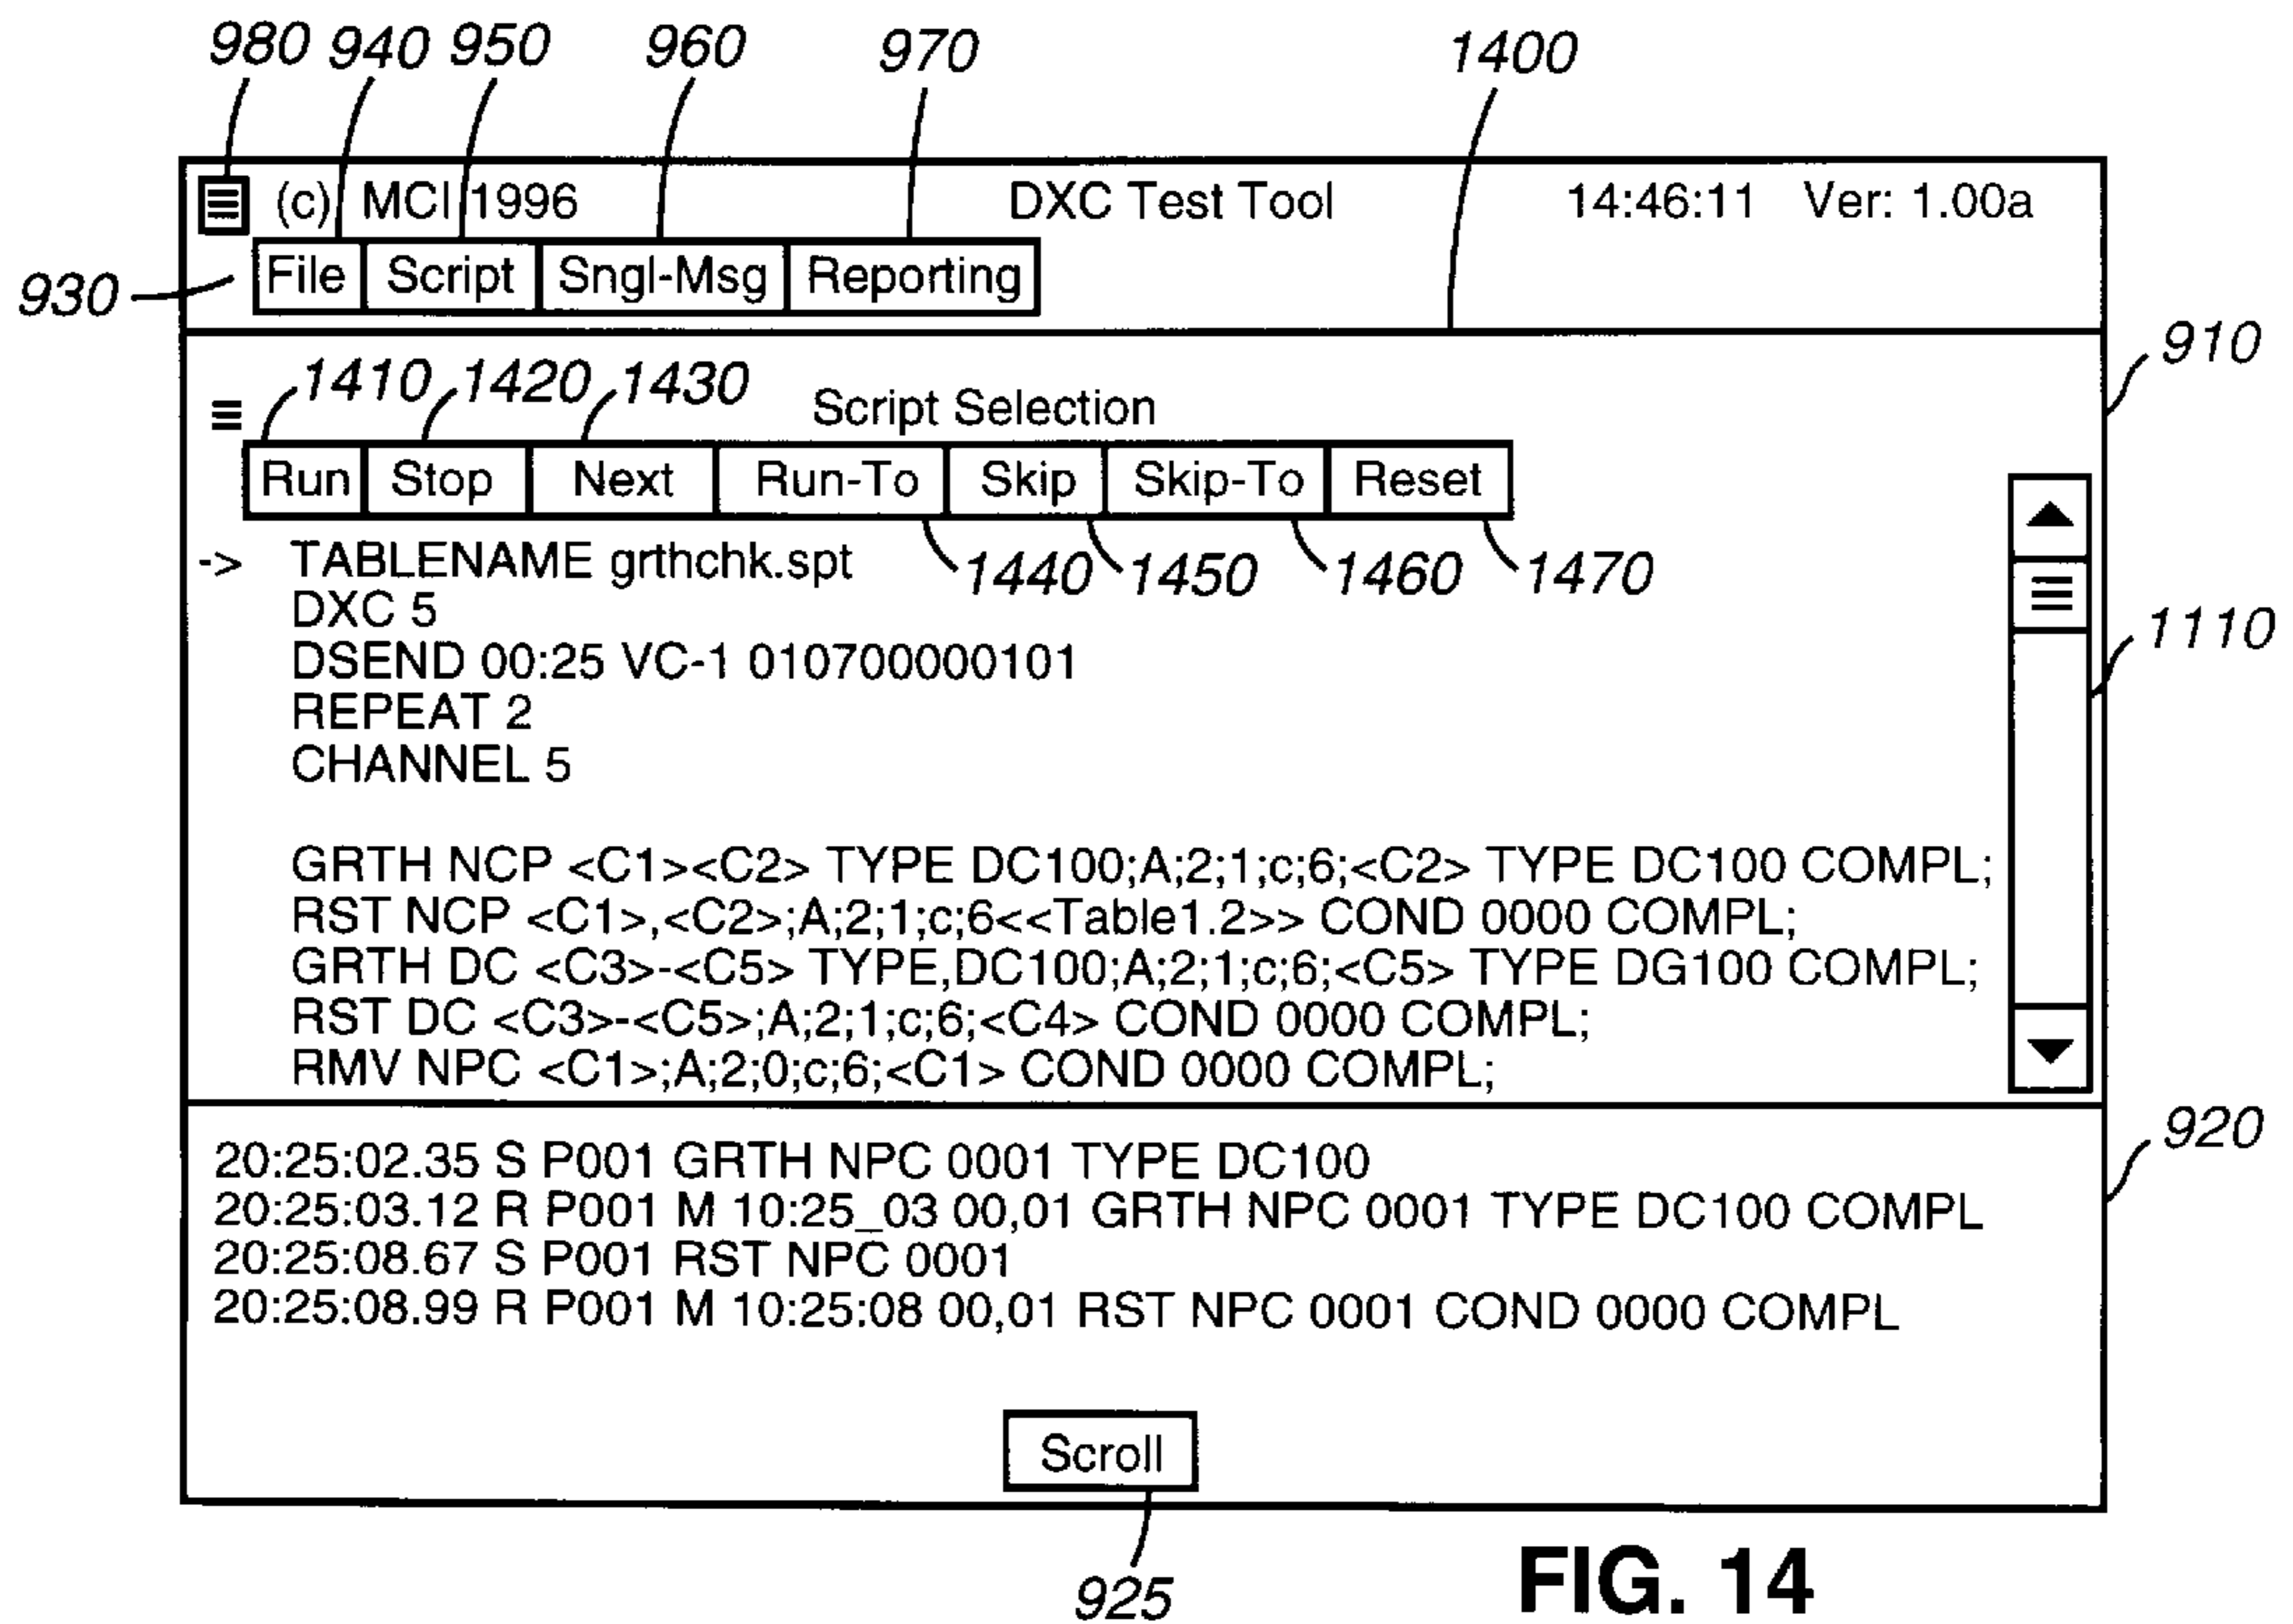 980 940 950 960 970 1400
(c) MCI 1996 DXC Test Tool 14:46:11 Ver: 1.00a
930 File Script Sngl-Msg Reporting
910
1410 1420 1430
Script Selection
Run Stop Next Run-To Skip Skip-To Reset
1440 1450 1460 1470
-> TABLENAME grthchk.spt
DXC 5
1110
DSEND 00:25 VC-1 010700000101
REPEAT 2
CHANNEL 5
GRTH NCP <C1><C2> TYPE DC100;A;2;1;c;6;<C2> TYPE DC100 COMPL;
RST NCP <C1>,<C2>;A;2;1;c;6<<Table1.2>> COND 0000 COMPL;
GRTH DC <C3>-<C5> TYPE,DC100;A;2;1;c;6;<C5> TYPE DG100 COMPL;
RST DC <C3>-<C5>;A;2;1;c;6;<C4> COND 0000 COMPL;
RMV NPC <C1>;A;2;0;c;6;<C1> COND 0000 COMPL;
920
20:25:02.35 S P001 GRTH NPC 0001 TYPE DC100
20:25:03.12 R P001 M 10:25_03 00,01 GRTH NPC 0001 TYPE DC100 COMPL
20:25:08.67 S P001 RST NPC 0001
20:25:08.99 R P001 M 10:25:08 00,01 RST NPC 0001 COND 0000 COMPL
Scroll
925
FIG. 14